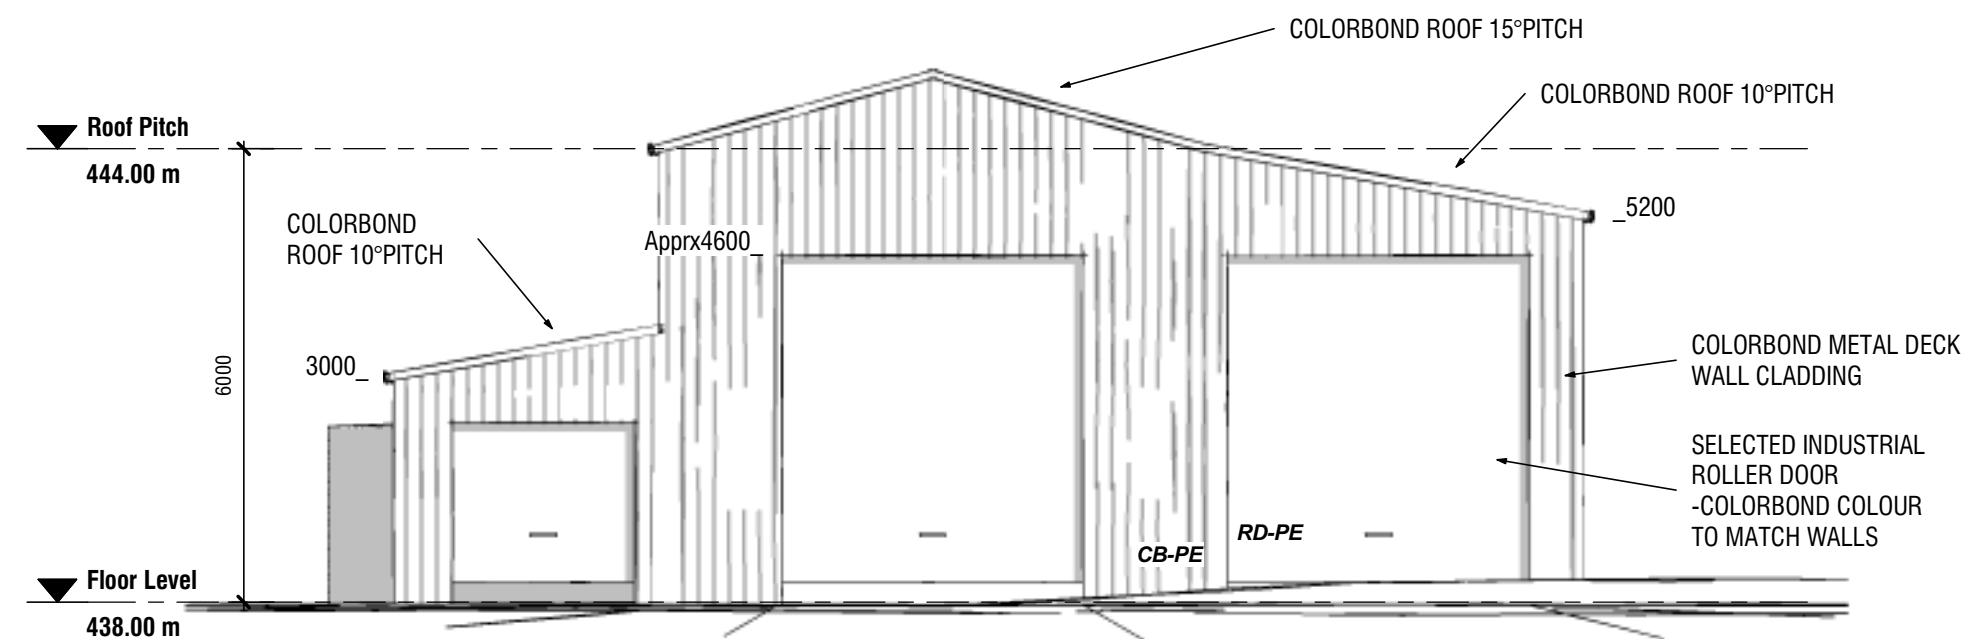 COLORBOND ROOF 15°PITCH
COLORBOND ROOF 10°PITCH
Roof Pitch
444.00 m
COLORBOND
ROOF 10°PITCH
Apprx4600_
_5200
3000_
6000
COLORBOND METAL DECK
WALL CLADDING
SELECTED INDUSTRIAL
ROLLER DOOR
-COLORBOND COLOUR
TO MATCH WALLS
RD-PE
CB-PE
Floor Level
438.00 m